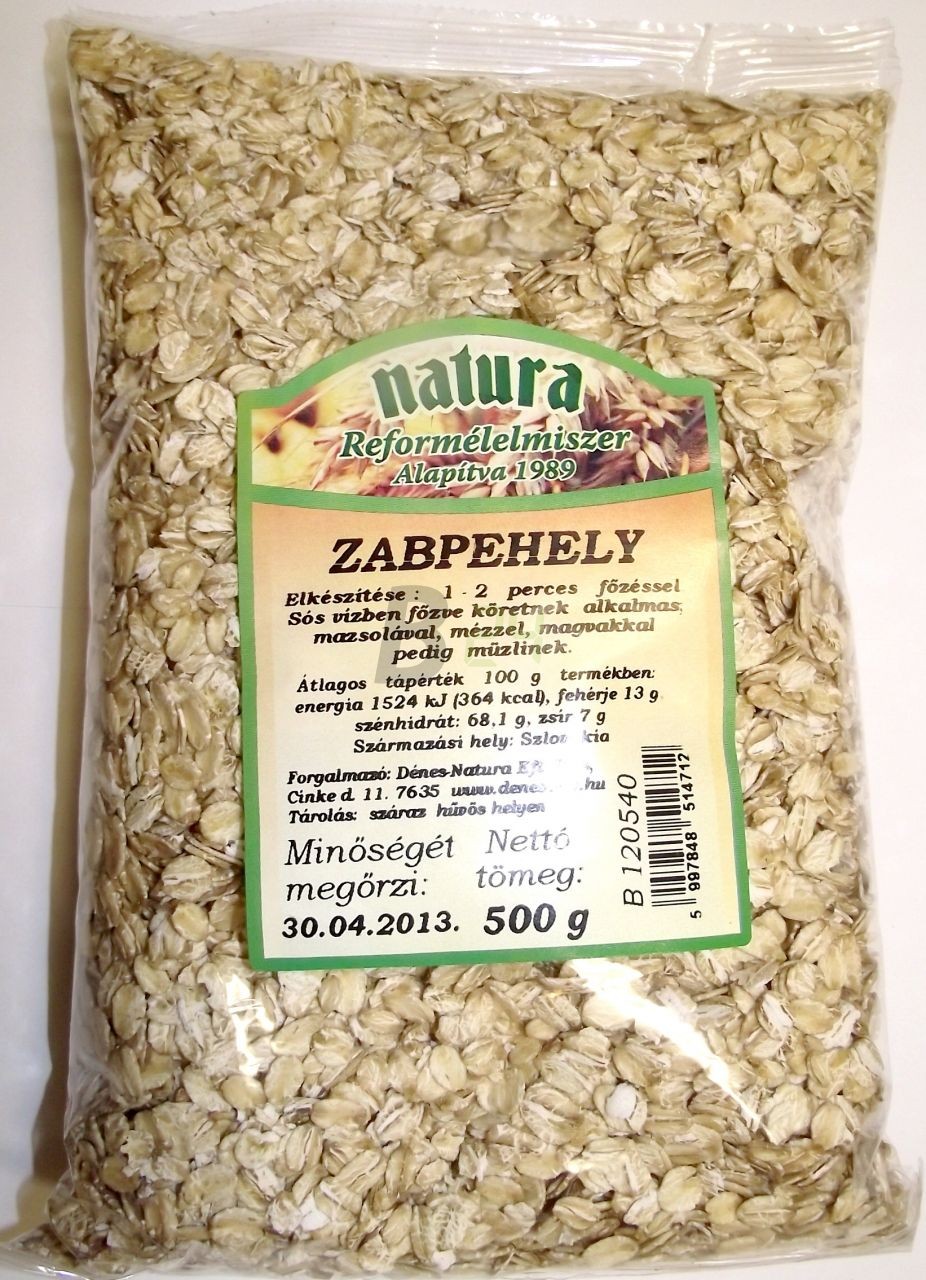 natura
Reformélelmiszer
Alapítva 1989
ZABPEHELY
Elkészítése : 1 - 2 perces főzéssel
Sós vízben főzve köretnek alkalmas,
mazsolával, mézzel, magvakkal
pedig müzlinek.
Átlagos tápérték 100 g termékben:
energia 1524 kJ (364 kcal), fehérje 13 g
szénhidrát: 68,1 g, zsír 7 g
Származási hely:
Forgalmazó: Dénes-Natura
Cinke d. 11. 7635
Tárolás: száraz hűvös helyen
Minőségét
megőrzi:
30.04.2013.
Nettó
tömeg:
500 g
B 120540
5 997848 514712